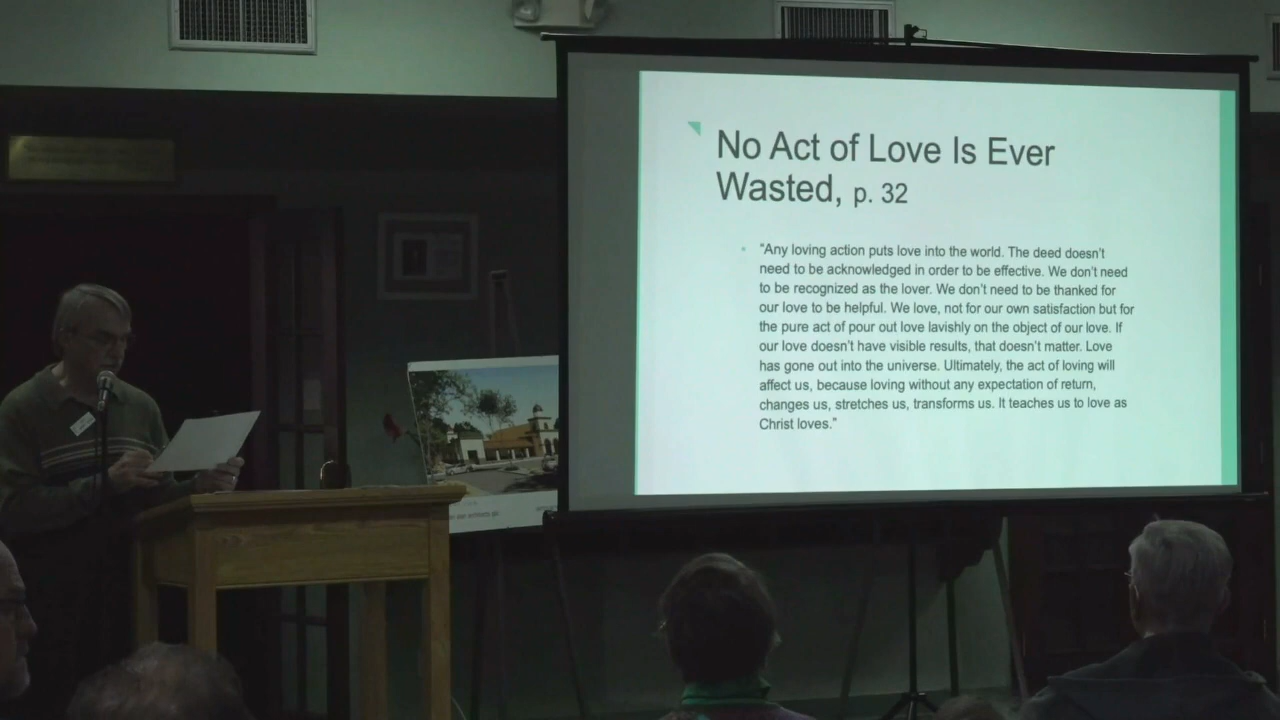 No Act of Love Is Ever
Wasted, p. 32
“Any loving action puts love into the world. The deed doesn’t
need to be acknowledged in order to be effective. We don’t need
to be recognized as the lover. We don’t need to be thanked for
our love to be helpful. We love, not for our own satisfaction but for
the pure act of pour out love lavishly on the object of our love. If
our love doesn’t have visible results, that doesn’t matter. Love
has gone out into the universe. Ultimately, the act of loving will
affect us, because loving without any expectation of return,
changes us, stretches us, transforms us. It teaches us to love as
Christ loves.”